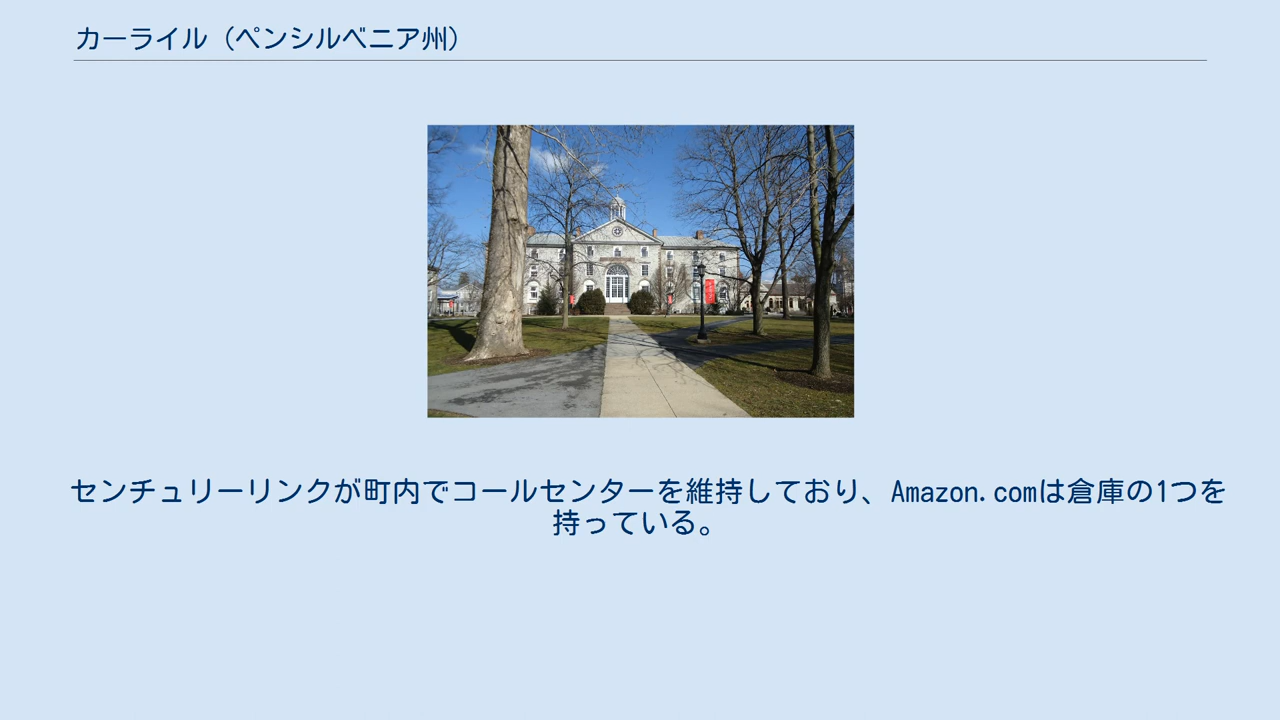 カーライル（ペンシルベニア州）
センチュリーリンクが町内でコールセンターを維持しており、Amazon.comは倉庫の1つを
持っている。